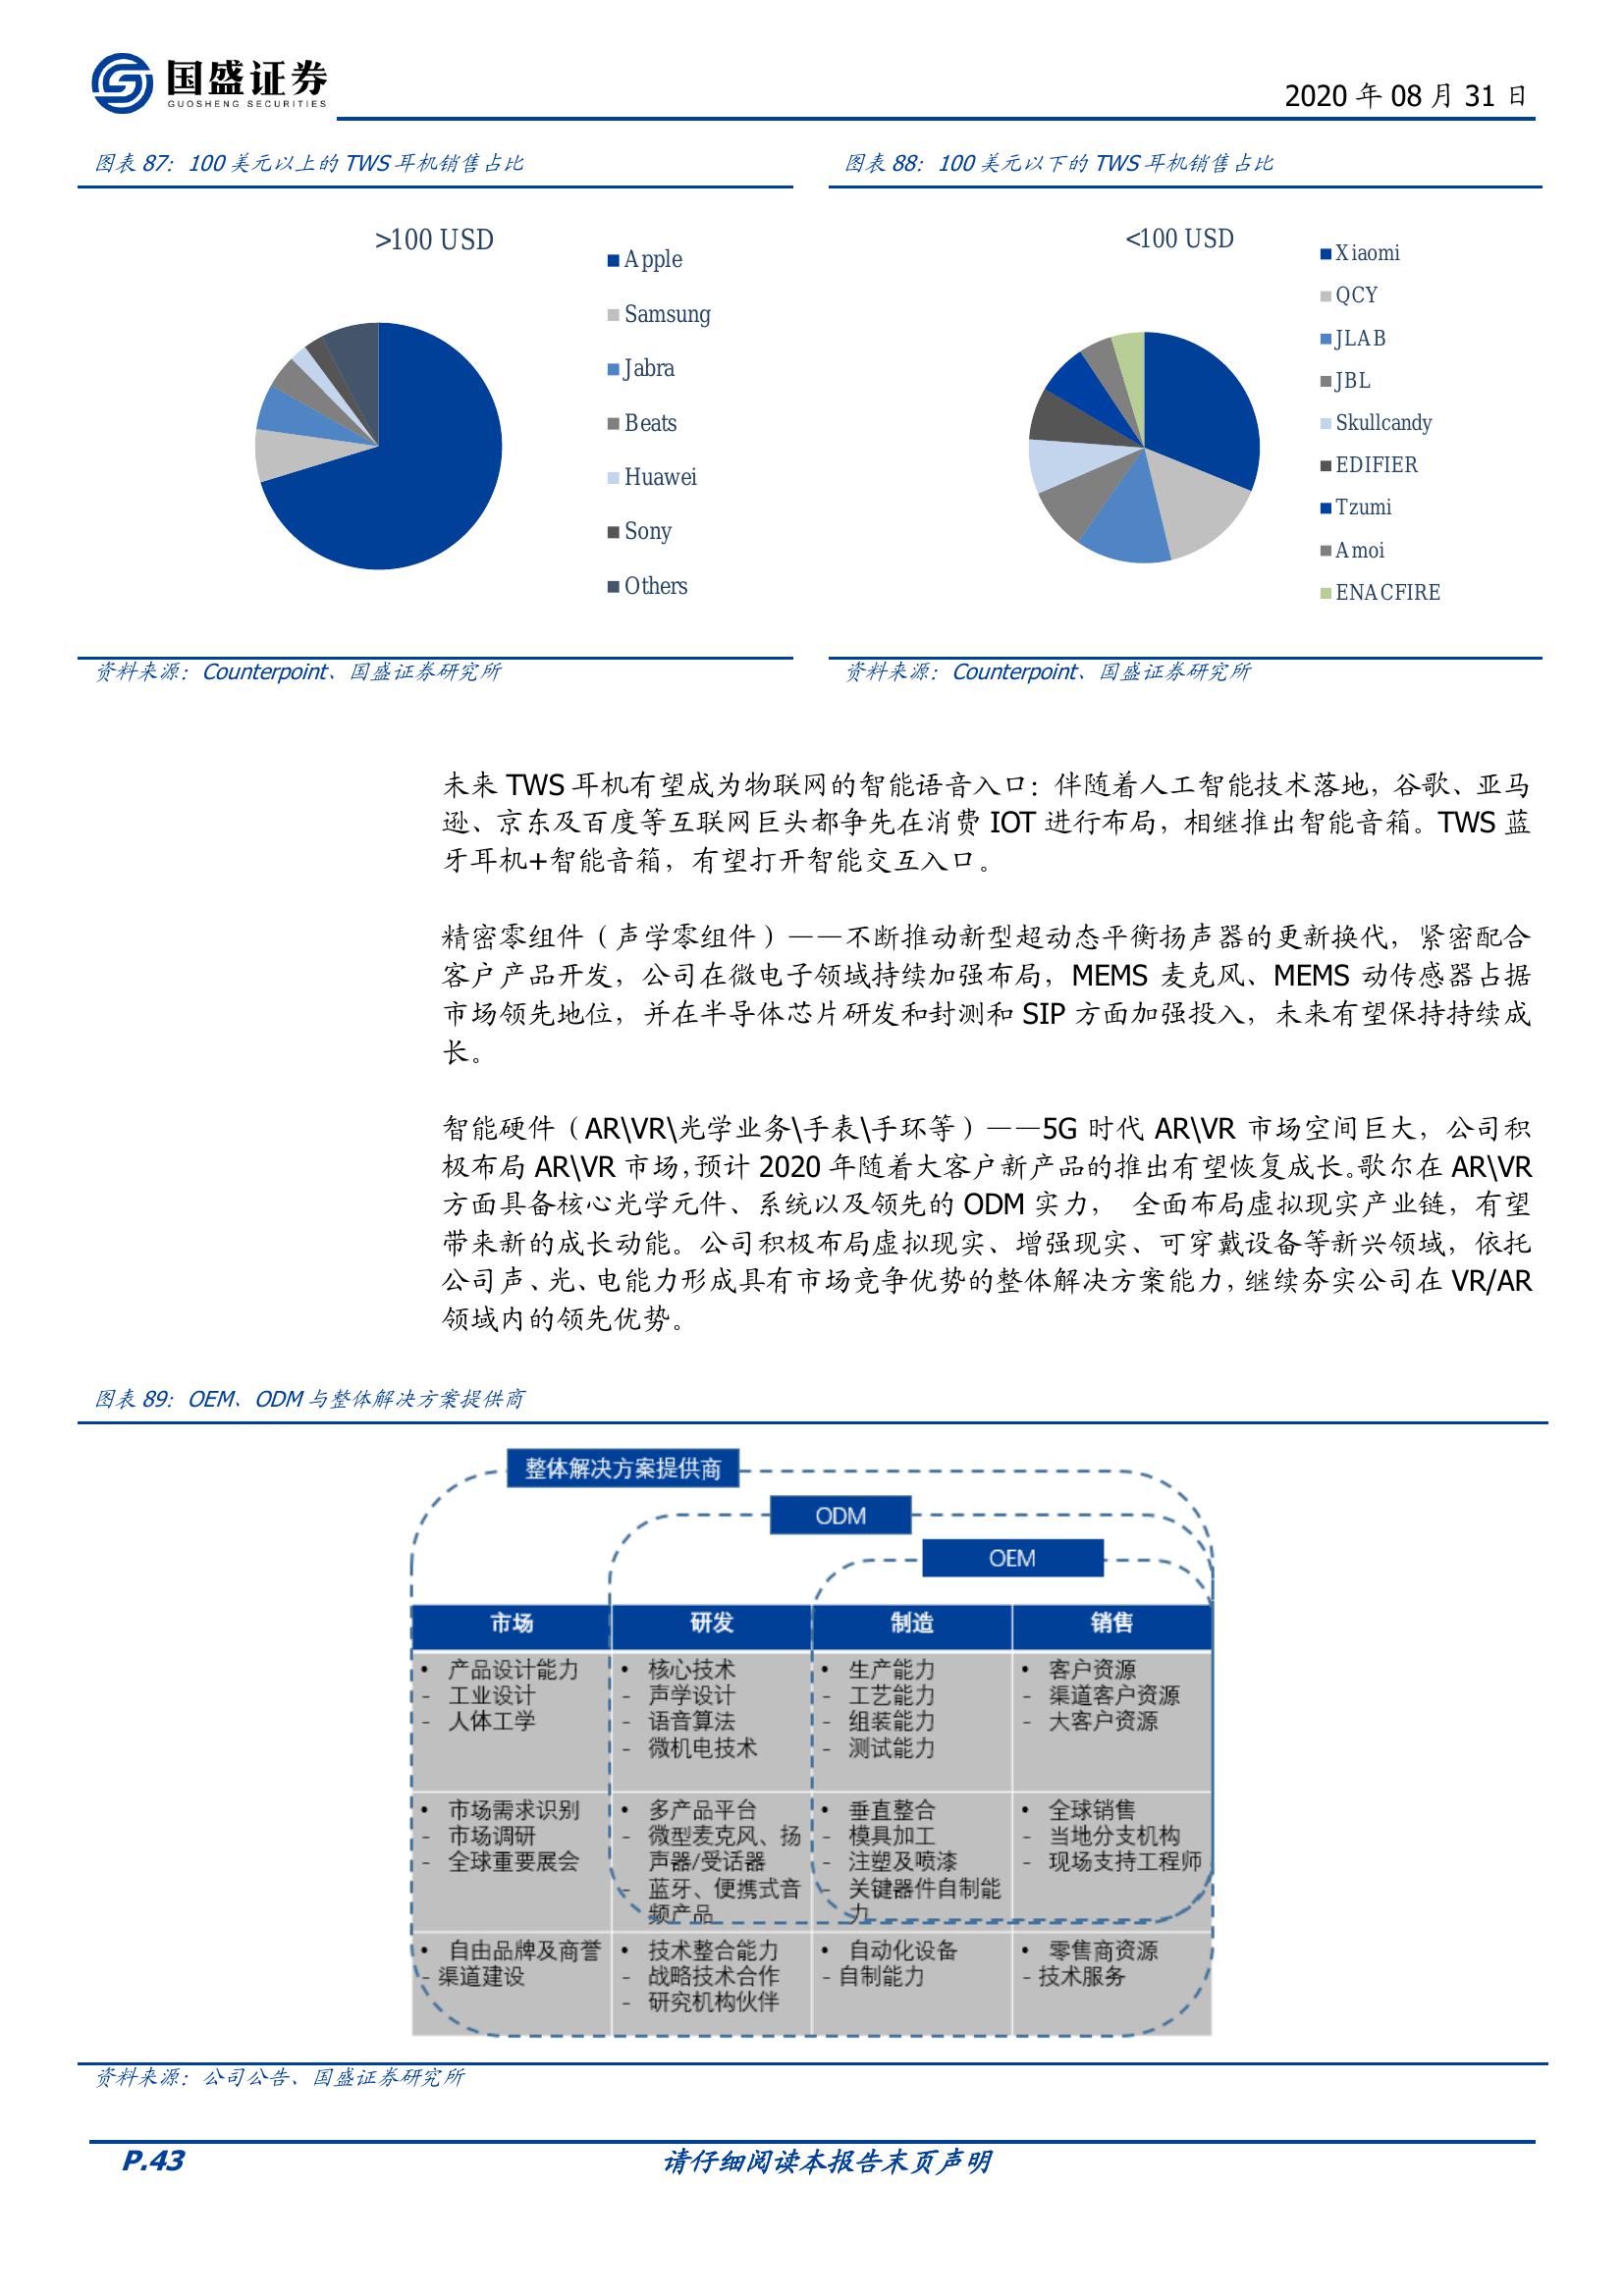 国盛证券
GUOSHENG SECURITIES
2020 年 08 月 31 日
图表 87：100 美元以上的 TWS 耳机销售占比
图表 88：100 美元以下的 TWS 耳机销售占比
>100 USD
Apple
Samsung
Jabra
Beats
Huawei
Sony
Others
<100 USD
Xiaomi
QCY
JLAB
JBL
Skullcandy
EDIFIER
Tzumi
Amoi
ENACFIRE
资料来源：Counterpoint、国盛证券研究所
资料来源：Counterpoint、国盛证券研究所
未来 TWS 耳机有望成为物联网的智能语音入口：伴随着人工智能技术落地，谷歌、亚马
逊、京东及百度等互联网巨头都争先在消费 IOT 进行布局，相继推出智能音箱。TWS 蓝
牙耳机+智能音箱，有望打开智能交互入口。
精密零组件（声学零组件）——不断推动新型超动态平衡扬声器的更新换代，紧密配合
客户产品开发，公司在微电子领域持续加强布局，MEMS 麦克风、MEMS 动传感器占据
市场领先地位，并在半导体芯片研发和封测和 SIP 方面加强投入，未来有望保持持续成
长。
智能硬件（AR\VR\光学业务\手表\手环等）——5G 时代 AR\VR 市场空间巨大，公司积
极布局 AR\VR 市场，预计 2020 年随着大客户新产品的推出有望恢复成长。歌尔在 AR\VR
方面具备核心光学元件、系统以及领先的 ODM 实力， 全面布局虚拟现实产业链，有望
带来新的成长动能。公司积极布局虚拟现实、增强现实、可穿戴设备等新兴领域，依托
公司声、光、电能力形成具有市场竞争优势的整体解决方案能力，继续夯实公司在 VR/AR
领域内的领先优势。
图表 89：OEM、ODM 与整体解决方案提供商
整体解决方案提供商
ODM
OEM
市场
研发
制造
销售
• 产品设计能力
- 工业设计
- 人体工学
• 核心技术
- 声学设计
- 语音算法
- 微机电技术
• 生产能力
- 工艺能力
- 组装能力
- 测试能力
• 客户资源
- 渠道客户资源
- 大客户资源
• 市场需求识别
- 市场调研
- 全球重要展会
• 多产品平台
- 微型麦克风、扬
声器/受话器
- 蓝牙、便携式音
频产品
• 垂直整合
- 模具加工
- 注塑及喷漆
- 关键器件自制能
力
• 全球销售
- 当地分支机构
- 现场支持工程师
• 自由品牌及商誉
- 渠道建设
• 技术整合能力
- 战略技术合作
- 研究机构伙伴
• 自动化设备
- 自制能力
• 零售商资源
- 技术服务
资料来源：公司公告、国盛证券研究所
P.43
请仔细阅读本报告末页声明